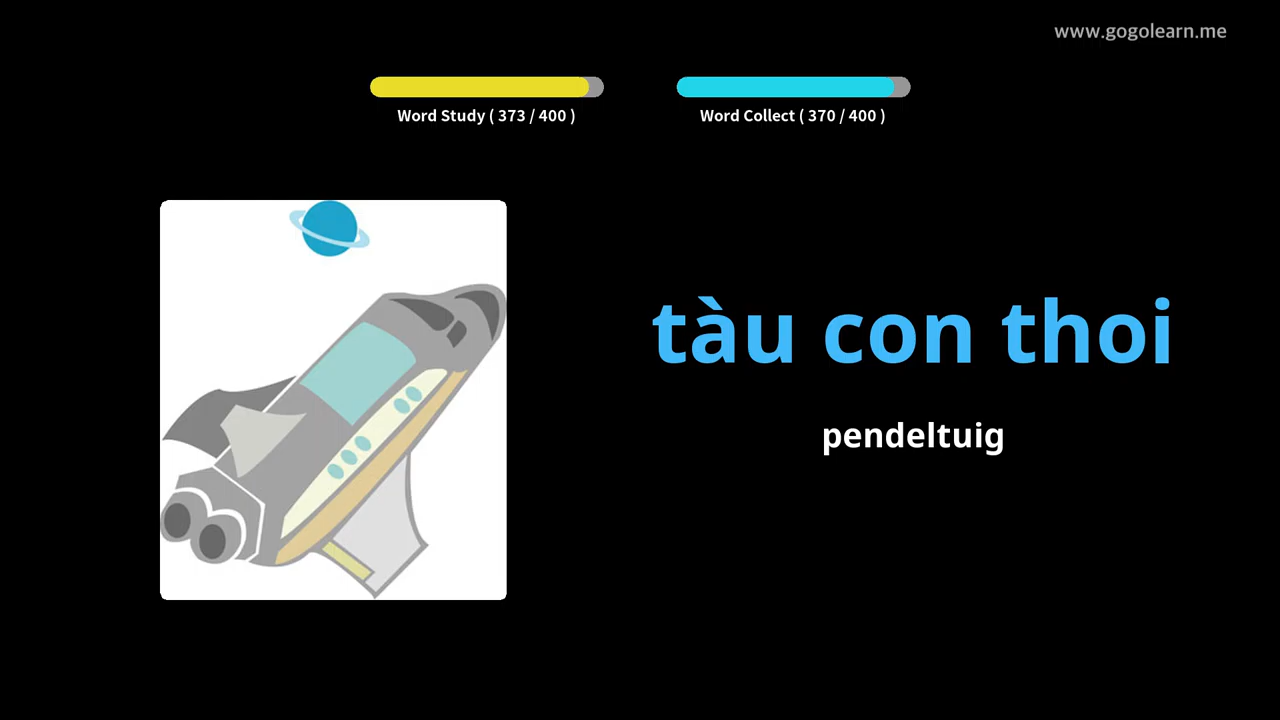 www.gogolearn.me
Word Study ( 373 / 400 )
Word Collect ( 370 / 400 )
tàu con thoi
pendeltuig